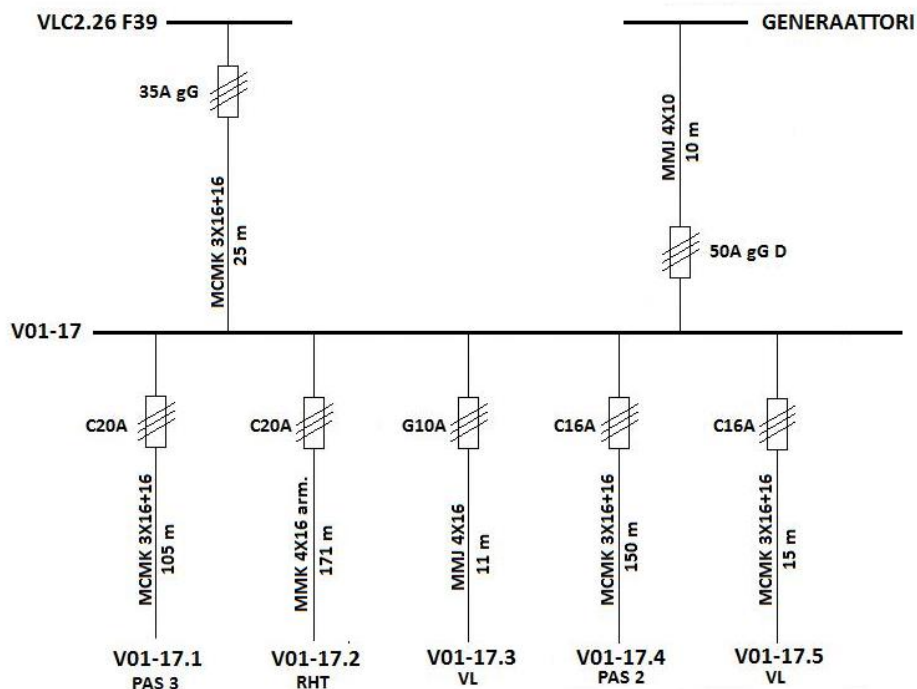 VLC2.26 F39
GENERAATTORI
35A gG
MCMK 3X16+16
25 m
MMJ 4X10
10 m
50A gG D
V01-17
C20A
C20A
G10A
C16A
C16A
MCMK 3X16+16
105 m
MMK 4X16 arm.
171 m
MMJ 4X16
11 m
MCMK 3X16+16
150 m
MCMK 3X16+16
15 m
V01-17.1
PAS 3
V01-17.2
RHT
V01-17.3
VL
V01-17.4
PAS 2
V01-17.5
VL